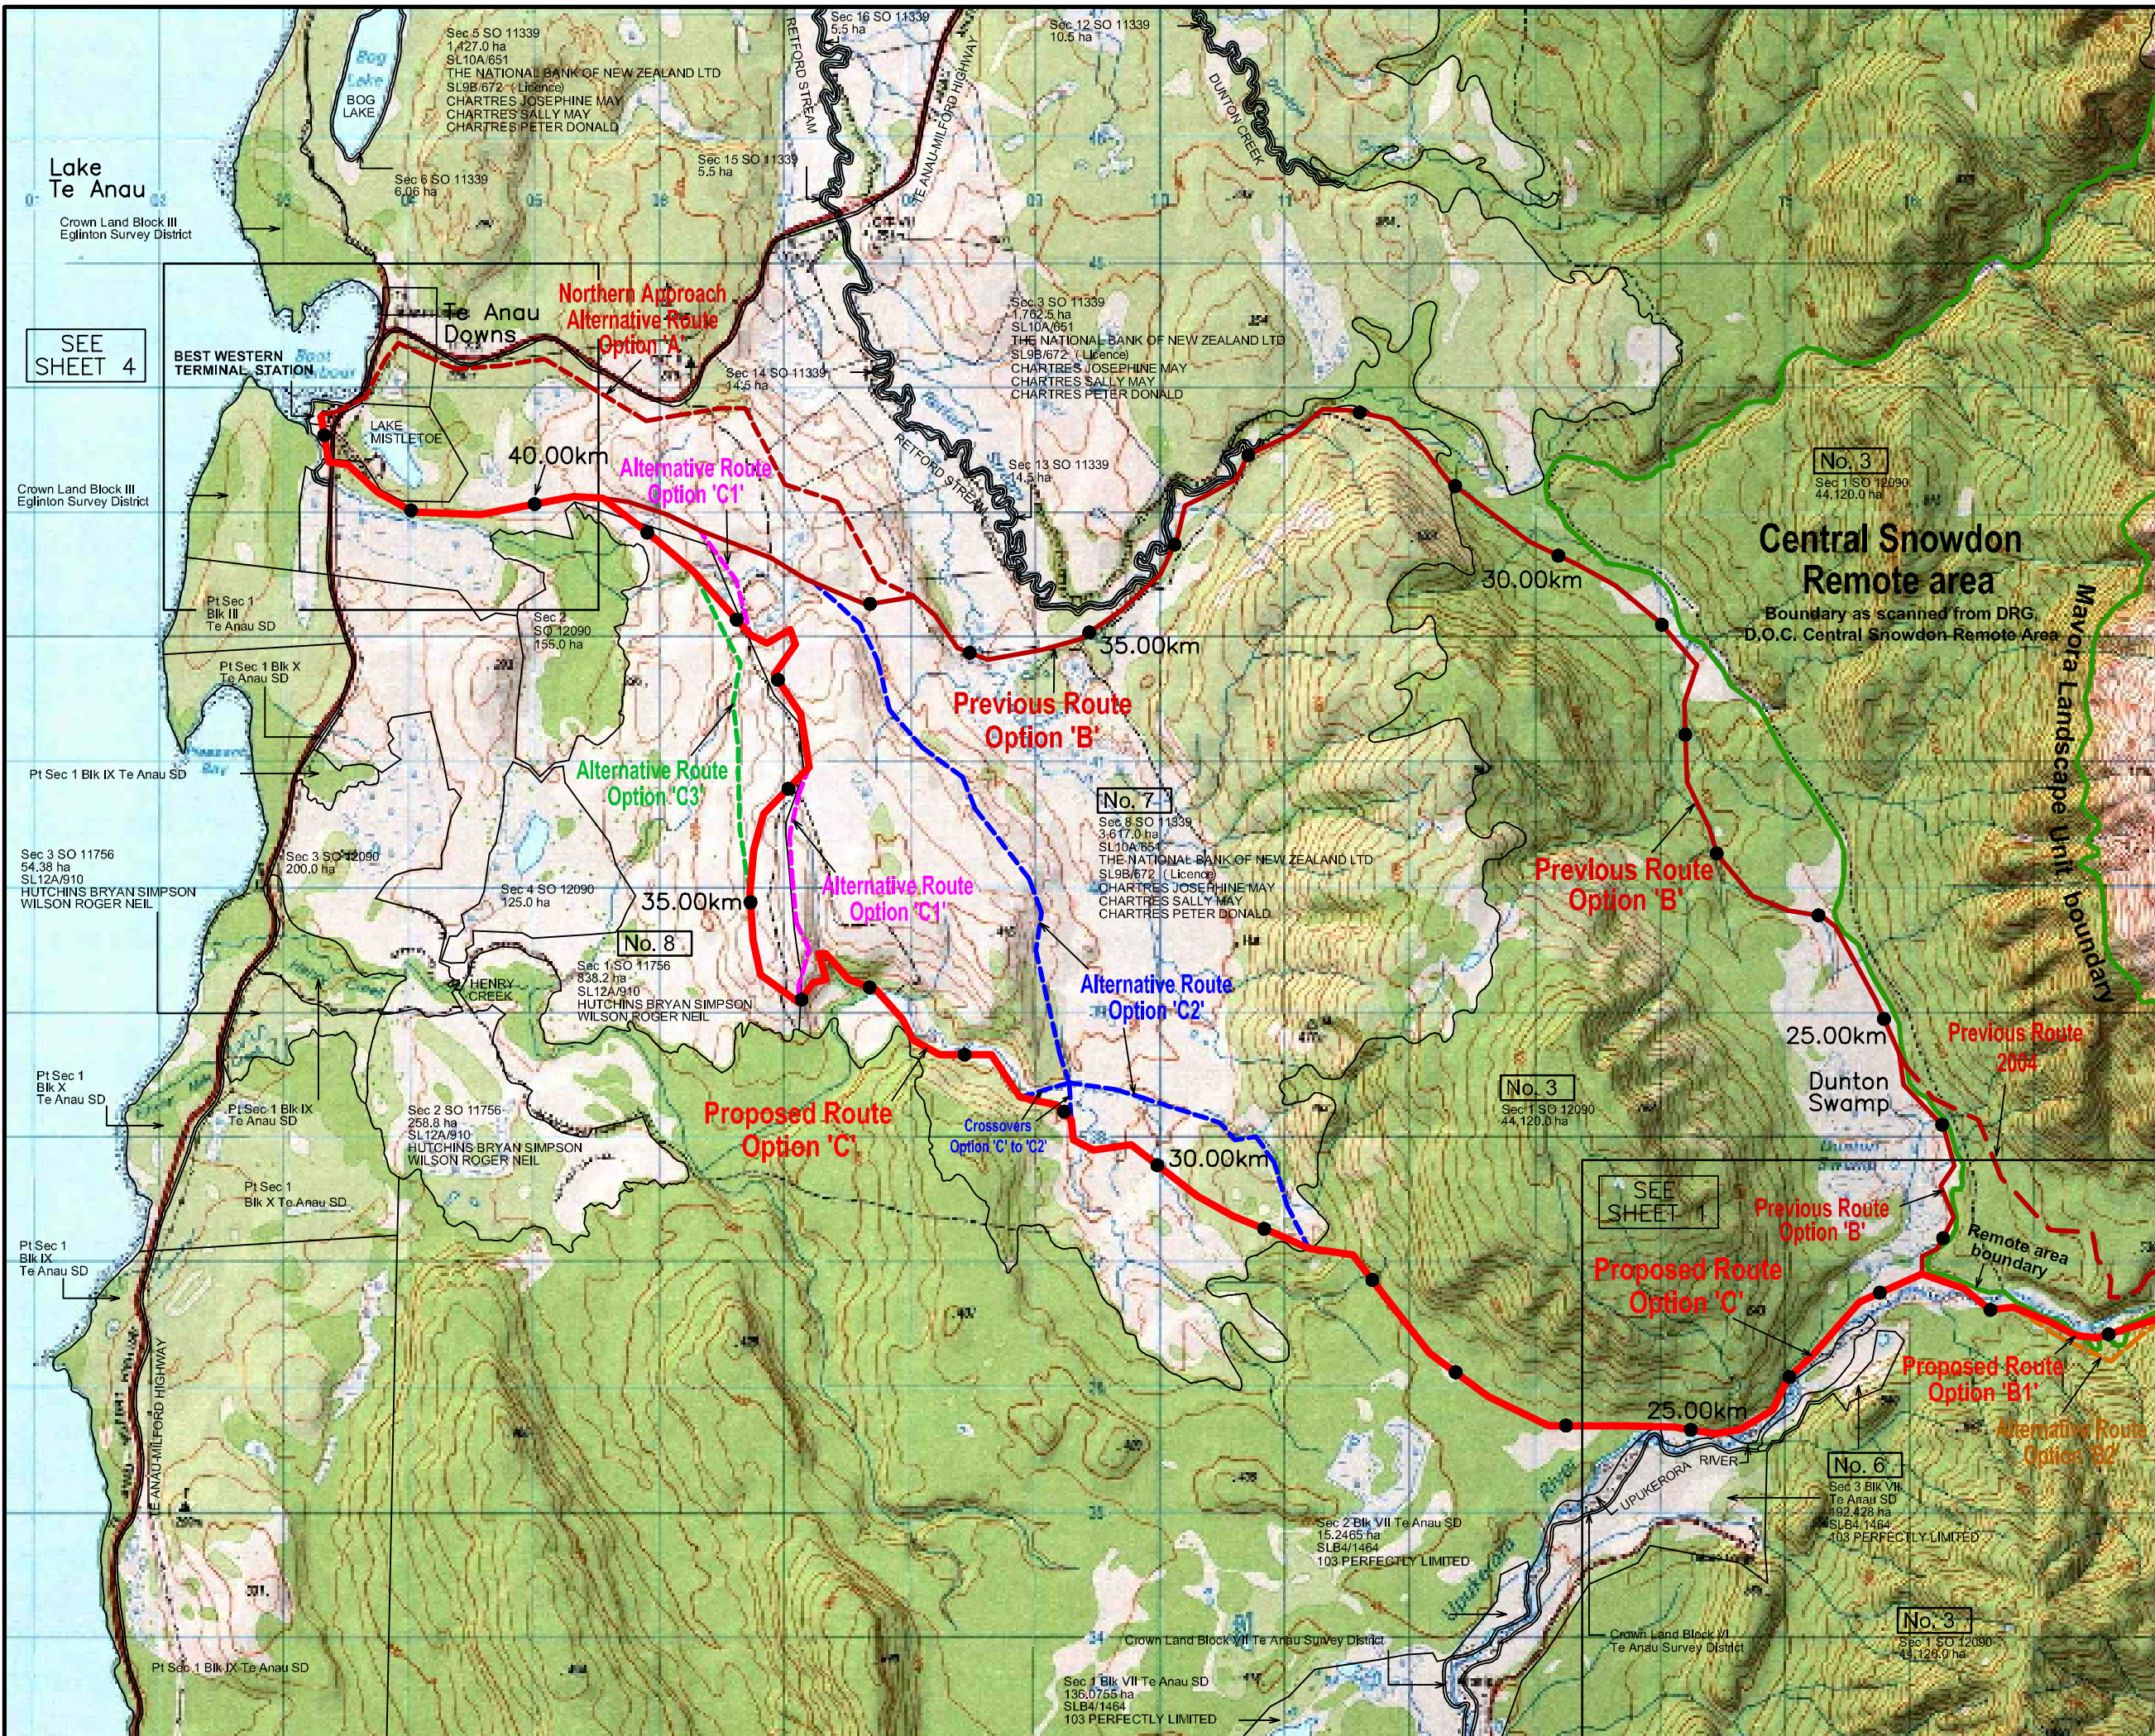 Sec 5 SO 11339
1,427.0 ha
SL10A/651
THE NATIONAL BANK OF NEW ZEALAND LTD
SL9B/672 (Licence)
CHARTRES JOSEPHINE MAY
CHARTRES SALLY MAY
CHARTRES PETER DONALD
Bog
Lake
BOG
LAKE
Sec 16 SO 11339
5.5 ha
RETFORD STREAM
TE ANAU-MILFORD HIGHWAY
Sec 12 SO 11339
10.5 ha
DUNTON CREEK
Lake
Te Anau
Sec 6 SO 11339
6.06 ha
Sec 15 SO 11339
5.5 ha
Crown Land Block III
Eglinton Survey District
SEE
SHEET 4
BEST WESTERN
TERMINAL STATION
Boat
Harbour
Te Anau
Downs
Northern Approach
Alternative Route
Option 'A'
Sec 14 SO 11339
14.5 ha
Sec 3 SO 11339
1,762.5 ha
SL10A/651
THE NATIONAL BANK OF NEW ZEALAND LTD
SL9B/672 (Licence)
CHARTRES JOSEPHINE MAY
CHARTRES SALLY MAY
CHARTRES PETER DONALD
LAKE
MISTLETOE
40.00km
Alternative Route
Option 'C1'
RETFORD STREAM
Sec 13 SO 11339
14.5 ha
No. 3
Sec 1 SO 12090
44,120.0 ha
Central Snowdon
Remote area
Boundary as scanned from DRG.
D.O.C. Central Snowdon Remote Area
Mavora Landscape Unit boundary
Crown Land Block III
Eglinton Survey District
30.00km
Pt Sec 1
Blk III
Te Anau SD
Sec 2
SO 12090
155.0 ha
35.00km
Pt Sec 1 Blk X
Te Anau SD
Previous Route
Option 'B'
Pt Sec 1 Blk IX Te Anau SD
Alternative Route
Option 'C3'
No. 7
Sec 8 SO 11339
3,617.0 ha
SL10A/651
THE NATIONAL BANK OF NEW ZEALAND LTD
SL9B/672 (Licence)
CHARTRES JOSEPHINE MAY
CHARTRES SALLY MAY
CHARTRES PETER DONALD
Previous Route
Option 'B'
Sec 3 SO 11756
54.38 ha
SL12A/910
HUTCHINS BRYAN SIMPSON
WILSON ROGER NEIL
Sec 3 SO 12090
200.0 ha
Sec 4 SO 12090
125.0 ha
35.00km
Alternative Route
Option 'C1'
No. 8
Sec 1 SO 11756
838.2 ha
SL12A/910
HUTCHINS BRYAN SIMPSON
WILSON ROGER NEIL
HENRY
CREEK
Alternative Route
Option 'C2'
25.00km
Previous Route
2004
Dunton
Swamp
Pt Sec 1
Blk X
Te Anau SD
Pt Sec 1 Blk IX
Te Anau SD
Sec 2 SO 11756
258.8 ha
SL12A/910
HUTCHINS BRYAN SIMPSON
WILSON ROGER NEIL
Proposed Route
Option 'C'
Crossovers
Option 'C' to 'C2'
No. 3
Sec 1 SO 12090
44,120.0 ha
30.00km
Pt Sec 1
Blk X Te Anau SD
SEE
SHEET 1
Previous Route
Option 'B'
Remote area
boundary
Pt Sec 1
Blk IX
Te Anau SD
Proposed Route
Option 'C'
Proposed Route
Option 'B1'
TE ANAU-MILFORD HIGHWAY
25.00km
Alternative Route
Option 'B2'
UPUKERORA RIVER
No. 6
Sec 3 Blk VII
Te Anau SD
192.428 ha
SLB4/1464
103 PERFECTLY LIMITED
Sec 2 Blk VII Te Anau SD
15.2465 ha
SLB4/1464
103 PERFECTLY LIMITED
Upukerora River
No. 3
Sec 1 SO 12090
44,120.0 ha
Crown Land Block VII Te Anau Survey District
Crown Land Block VI
Te Anau Survey District
Pt Sec 1 Blk IX Te Anau SD
Sec 1 Blk VII Te Anau SD
136.0755 ha
SLB4/1464
103 PERFECTLY LIMITED